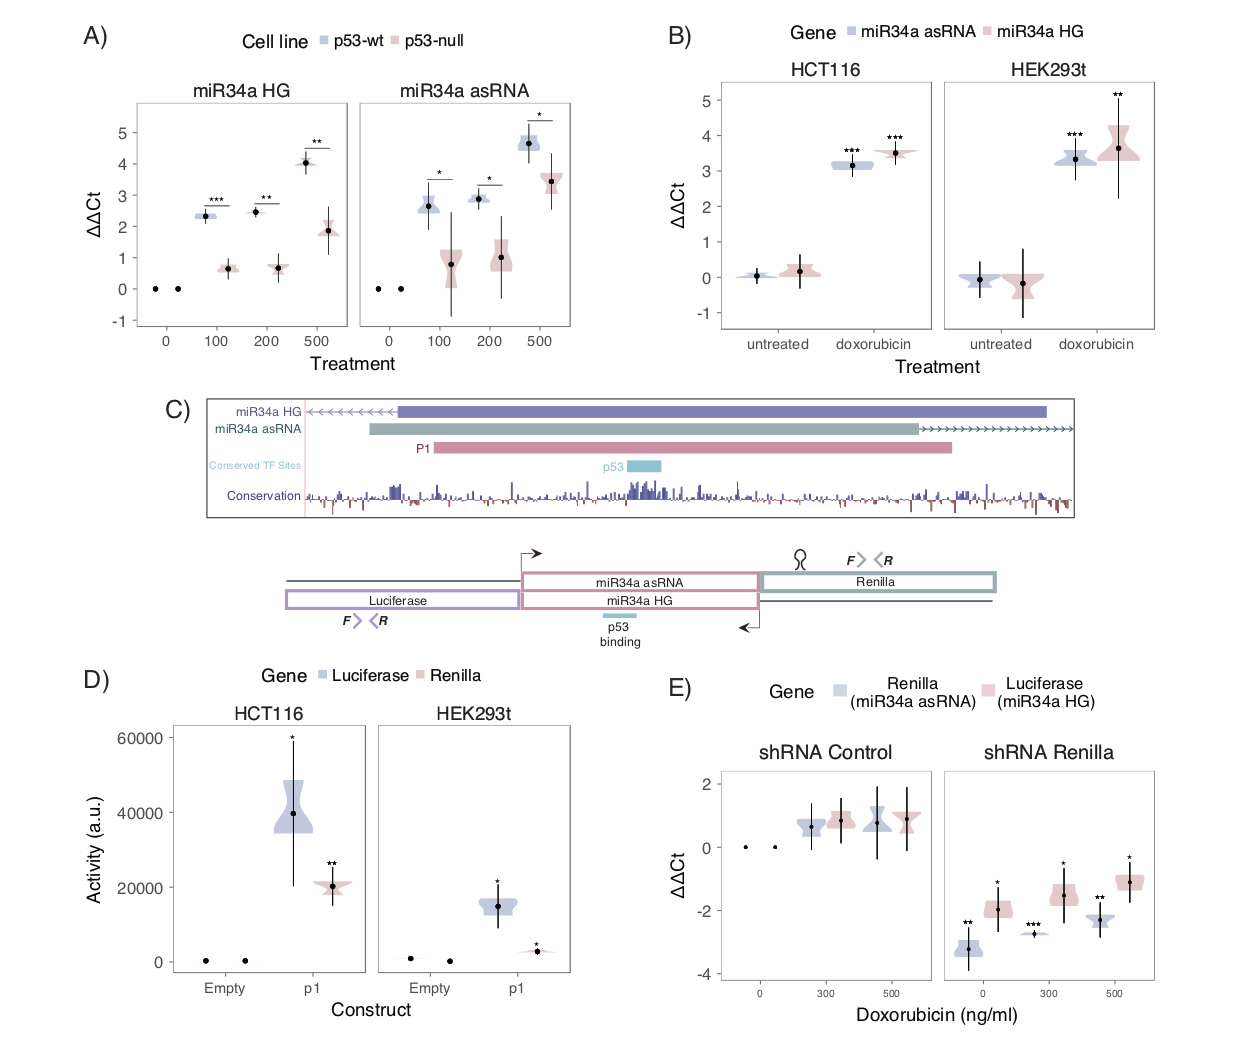 A)
Cell line p53-wt p53-null
miR34a HG miR34a asRNA
ΔΔCt
5
4
3
2
1
0
-1
*** ** **
* * *
0 100 200 500 0 100 200 500
Treatment
B)
Gene miR34a asRNA miR34a HG
HCT116 HEK293t
ΔΔCt
5
4
3
2
1
0
-1
*** *** *** **
untreated doxorubicin untreated doxorubicin
Treatment
C)
miR34a HG
miR34a asRNA
P1
Conserved TF Sites p53
Conservation
F R
miR34a asRNA Renilla
Luciferase miR34a HG
F R p53
binding
D)
Gene Luciferase Renilla
HCT116 HEK293t
Activity (a.u.)
60000
40000
20000
0
* ** * *
Empty p1 Empty p1
Construct
E)
Gene Renilla
(miR34a asRNA) Luciferase
(miR34a HG)
shRNA Control shRNA Renilla
ΔΔCt
2
0
-2
-4
** * *** * ** *
0 300 500 0 300 500
Doxorubicin (ng/ml)